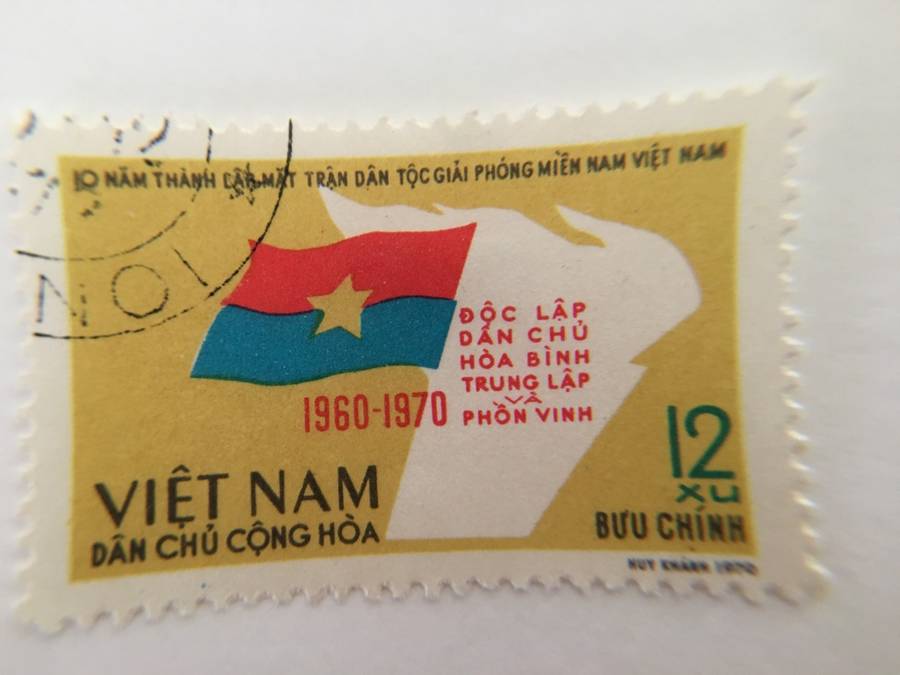 10 NĂM THÀNH LẬP MẶT TRẬN DÂN TỘC GIẢI PHÓNG MIỀN NAM VIỆT NAM
ĐỘC LẬP
DÂN CHỦ
HÒA BÌNH
TRUNG LẬP
VÀ
PHỒN VINH
1960-1970
12
XU
BƯU CHÍNH
VIỆT NAM
DÂN CHỦ CỘNG HÒA
HUY KHÁNH 1970
NOI